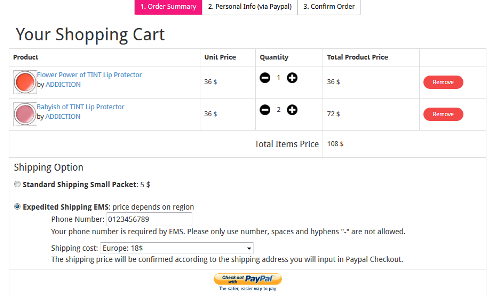 1. Order Summary 2. Personal Info (via Paypal) 3. Confirm Order
Your Shopping Cart
Product Unit Price Quantity Total Product Price
Flower Power of TINT Lip Protector
by ADDICTION
36 $ 1 36 $ Remove
Babyish of TINT Lip Protector
by ADDICTION
36 $ 2 72 $ Remove
Total Items Price 108 $
Shipping Option
Standard Shipping Small Packet: 5 $
Expedited Shipping EMS: price depends on region
Phone Number: 0123456789
Your phone number is required by EMS. Please only use number, spaces and hyphens "-" are not allowed.
Shipping cost: Europe: 18$
The shipping price will be confirmed according to the shipping address you will input in Paypal Checkout.
Check out with PayPal
The safer, easier way to pay